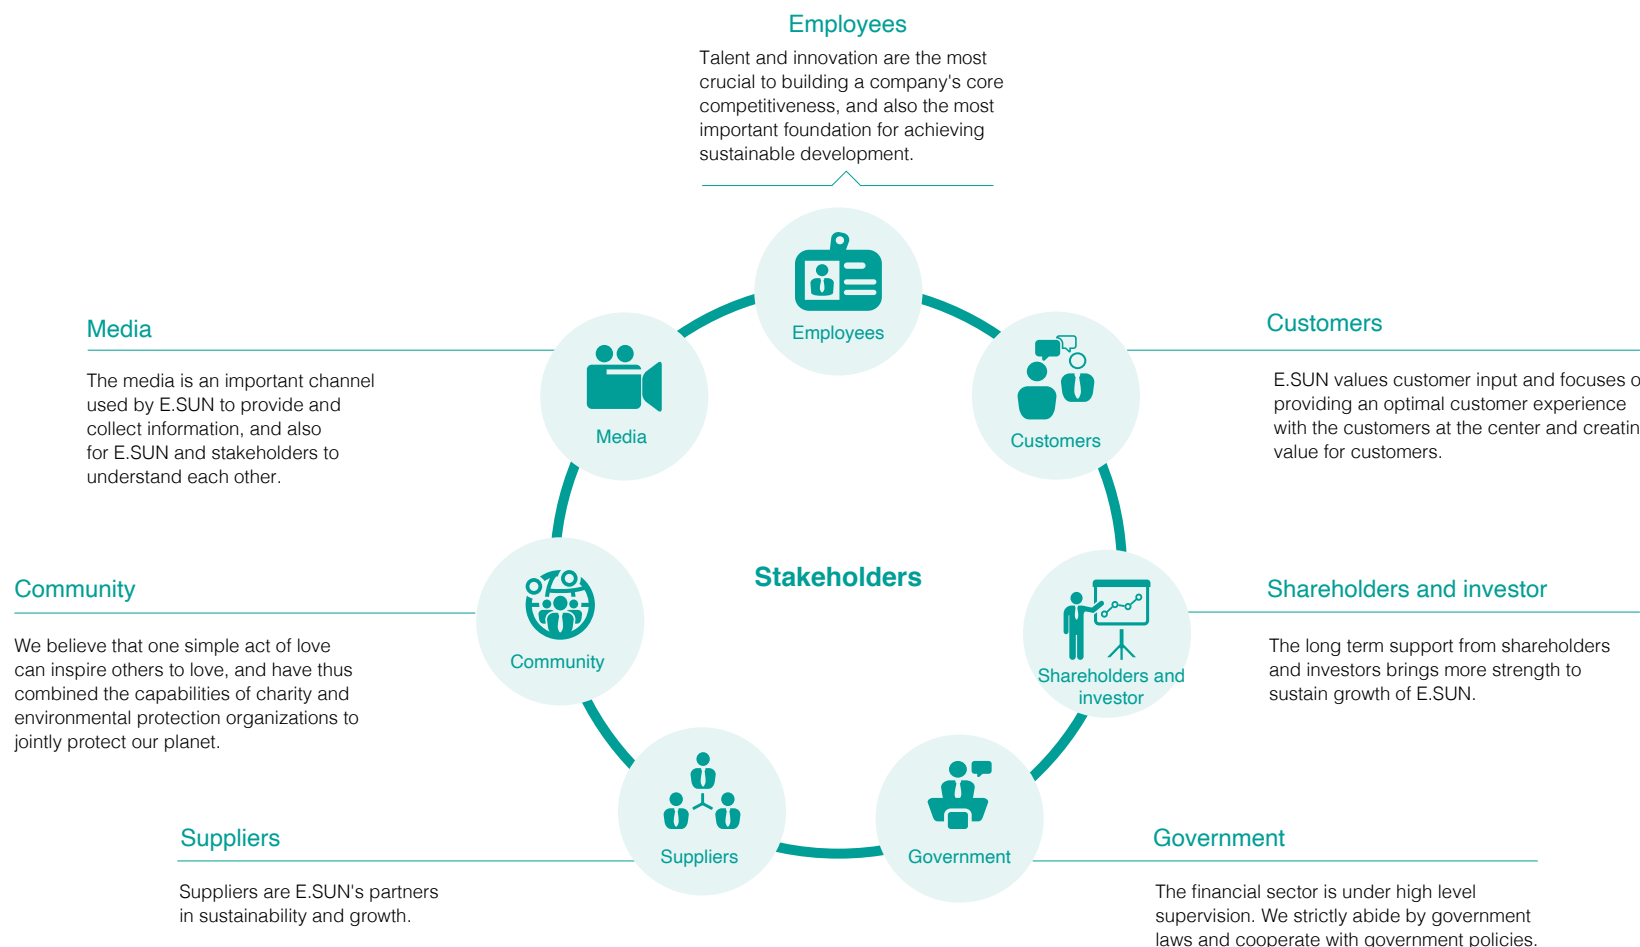 Employees
Talent and innovation are the most
crucial to building a company's core
competitiveness, and also the most
important foundation for achieving
sustainable development.
Employees
Media
The media is an important channel
used by E.SUN to provide and
collect information, and also
for E.SUN and stakeholders to
understand each other.
Media
Customers
E.SUN values customer input and focuses o
providing an optimal customer experience
with the customers at the center and creatin
value for customers.
Customers
Stakeholders
Community
We believe that one simple act of love
can inspire others to love, and have thus
combined the capabilities of charity and
environmental protection organizations to
jointly protect our planet.
Community
Shareholders and investor
The long term support from shareholders
and investors brings more strength to
sustain growth of E.SUN.
Shareholders and
investor
Suppliers
Suppliers are E.SUN's partners
in sustainability and growth.
Suppliers
Government
Government
The financial sector is under high level
supervision. We strictly abide by government
laws and cooperate with government policies.